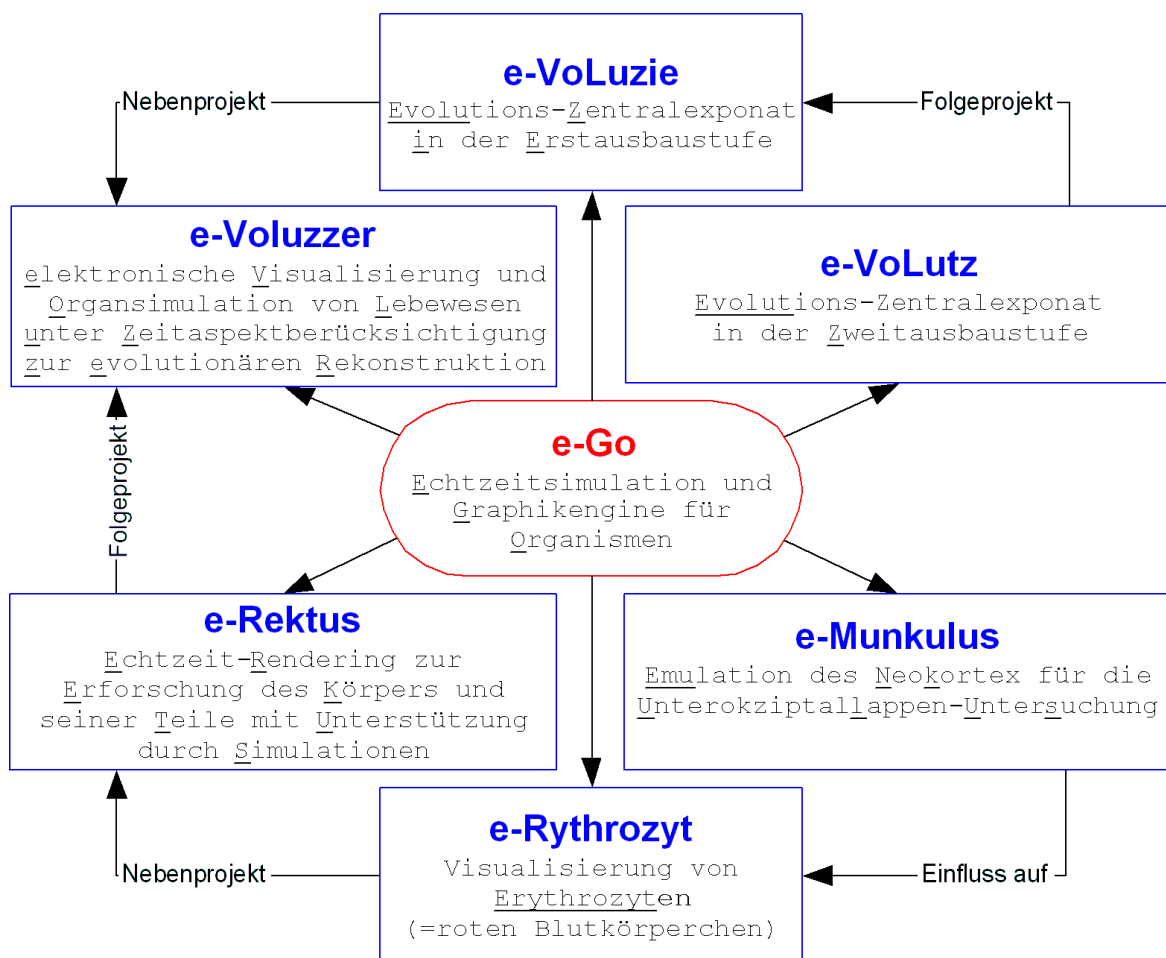 e-VoLuzie
Evolutions-Zentralexponat
in der Erstausbaustufe
Nebenprojekt
Folgeprojekt
e-Voluzzer
elektronische Visualisierung und
Organsimulation von Lebewesen
unter Zeitaspektberücksichtigung
zur evolutionären Rekonstruktion
e-VoLutz
Evolutions-Zentralexponat
in der Zweitausbaustufe
e-Go
Echtzeitsimulation und
Graphikengine für
Organismen
Folgeprojekt
e-Rektus
Echtzeit-Rendering zur
Erforschung des Körpers und
seiner Teile mit Unterstützung
durch Simulationen
e-Munkulus
Emulation des Neokortex für die
Unterokziptallappen-Untersuchung
Nebenprojekt
e-Rythrozyt
Visualisierung von
Erythrozyten
(=roten Blutkörperchen)
Einfluss auf